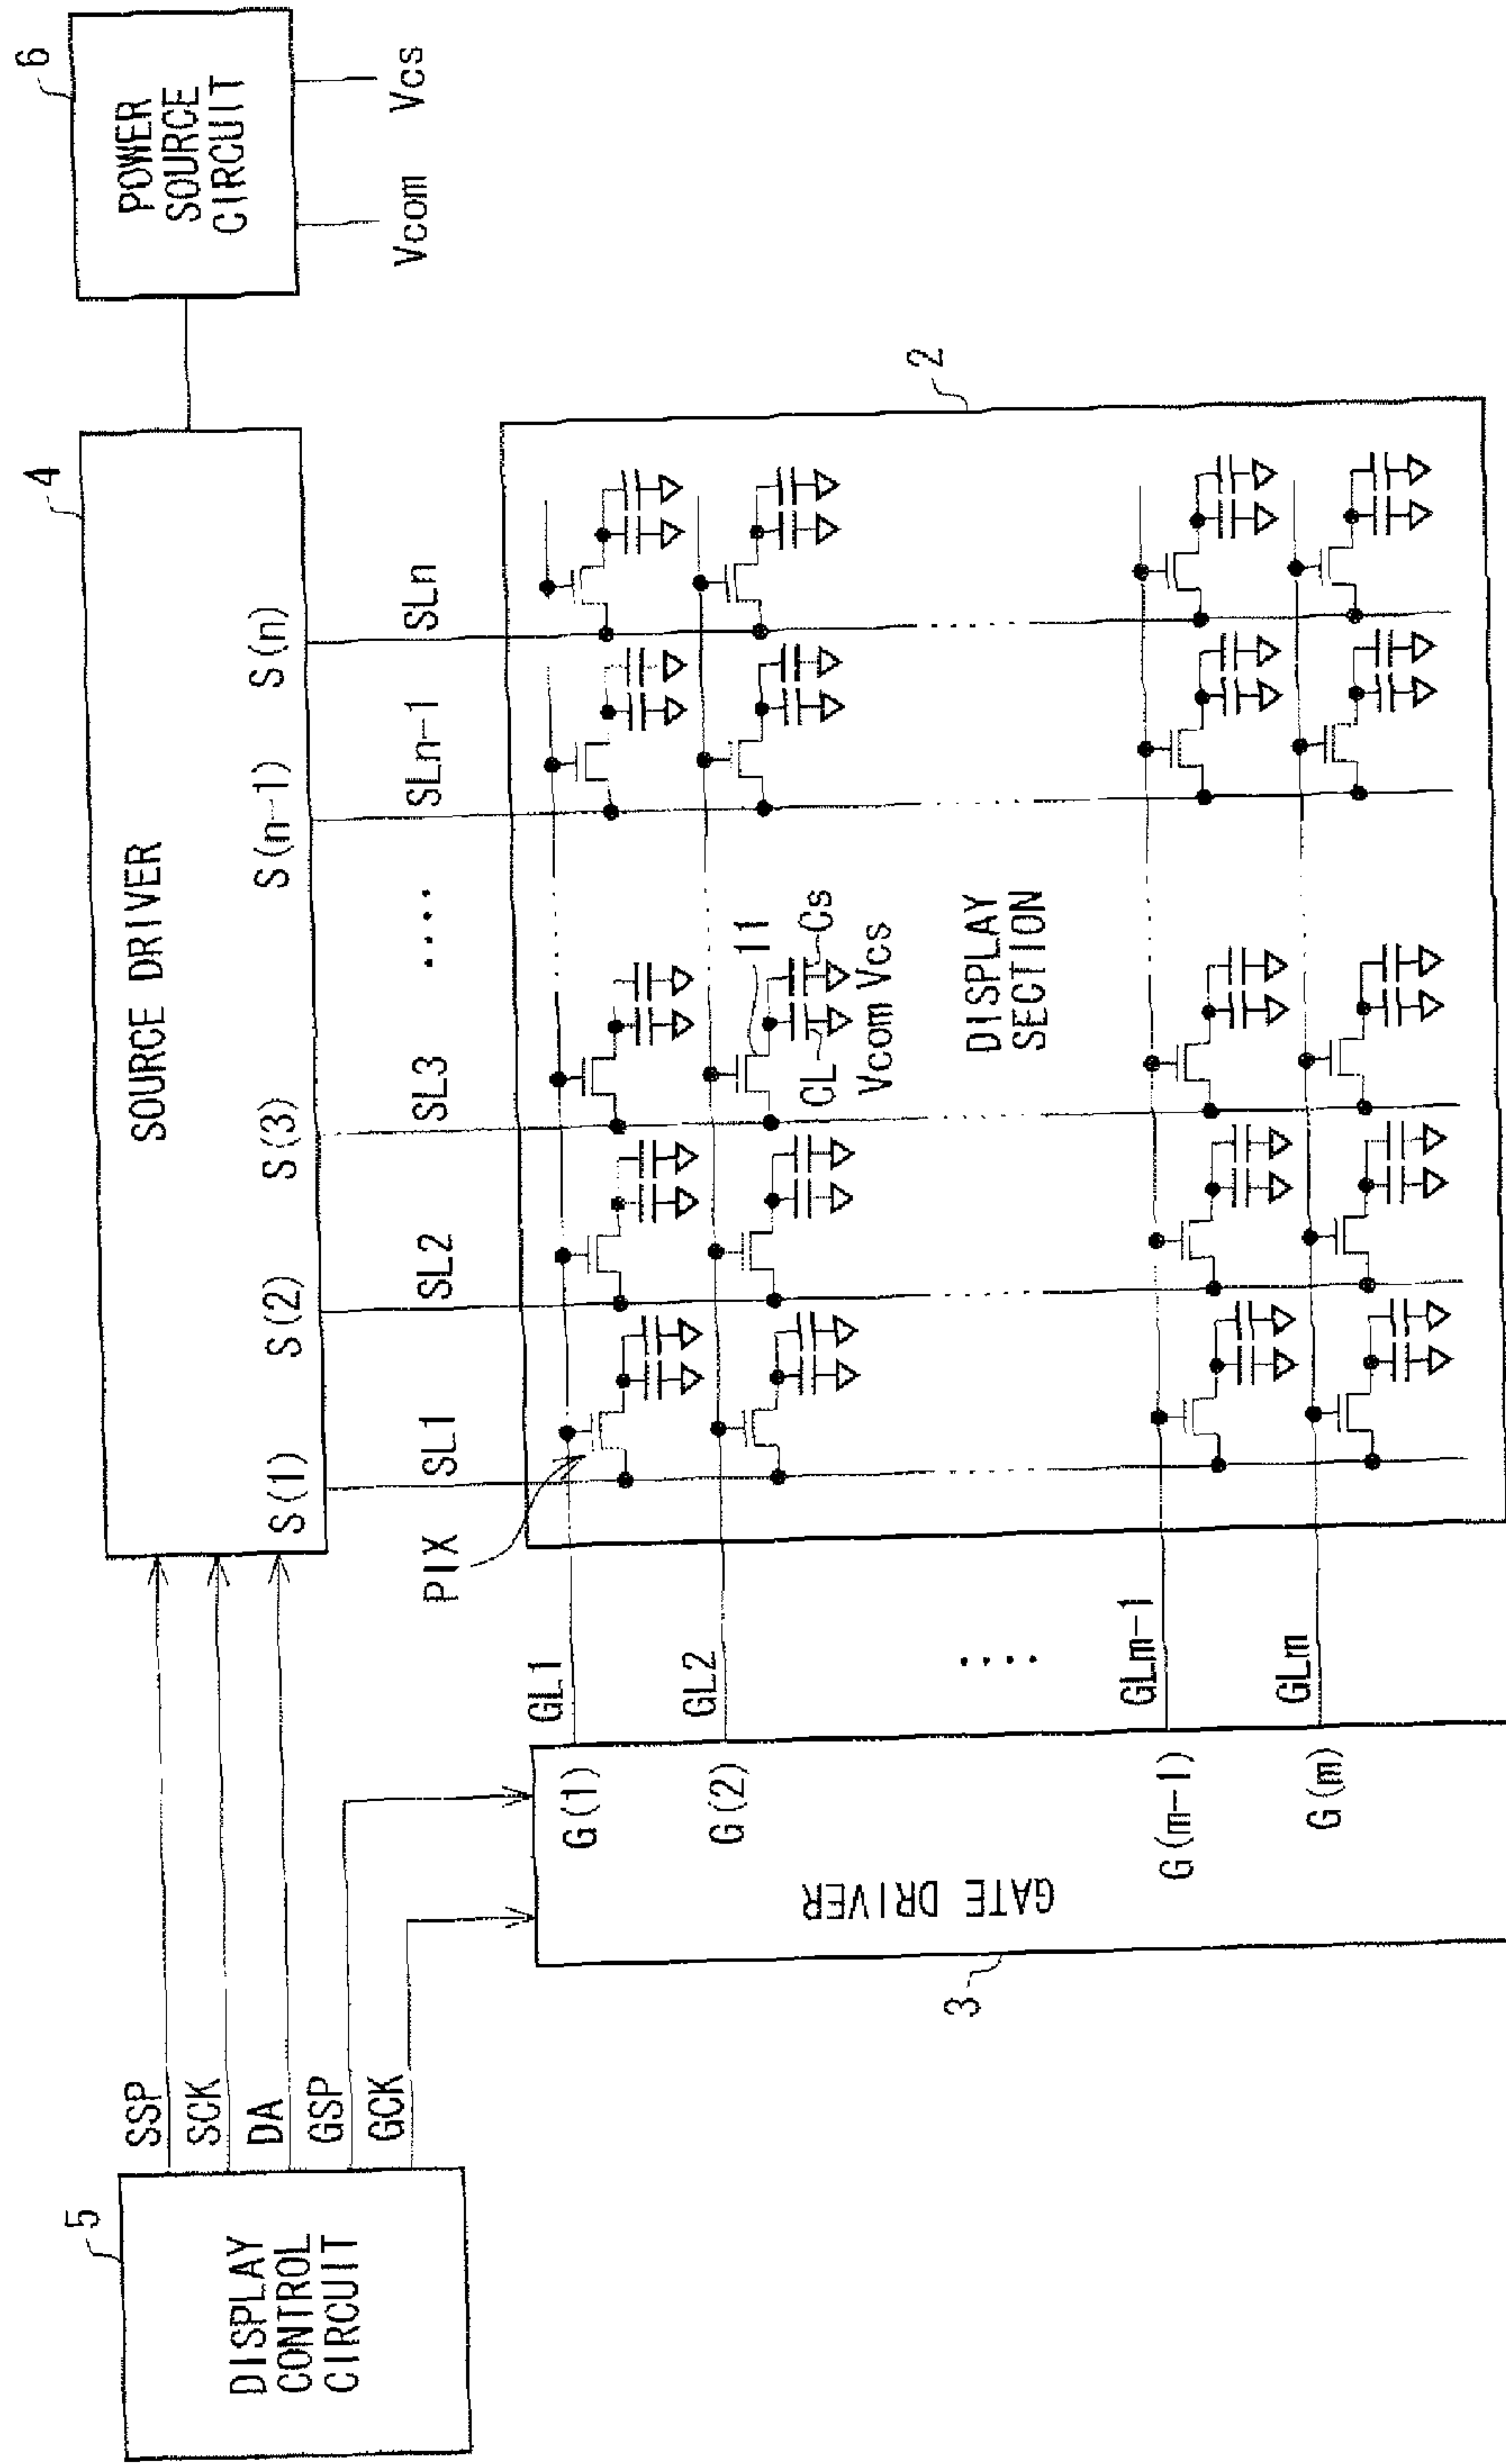 5
DISPLAY
CONTROL
CIRCUIT
SSP
SCK
DA
GSP
GCK
4
SOURCE DRIVER
S(1)
S(2)
S(3)
S(n-1)
S(n)
6
POWER
SOURCE
CIRCUIT
Vcom
Vcs
SL1
SL2
SL3
....
SLn-1
SLn
PIX
2
3
GATE DRIVER
G(1)
G(2)
G(m-1)
G(m)
GL1
GL2
....
GLm-1
GLm
11
CL
Cs
Vcom Vcs
DISPLAY
SECTION